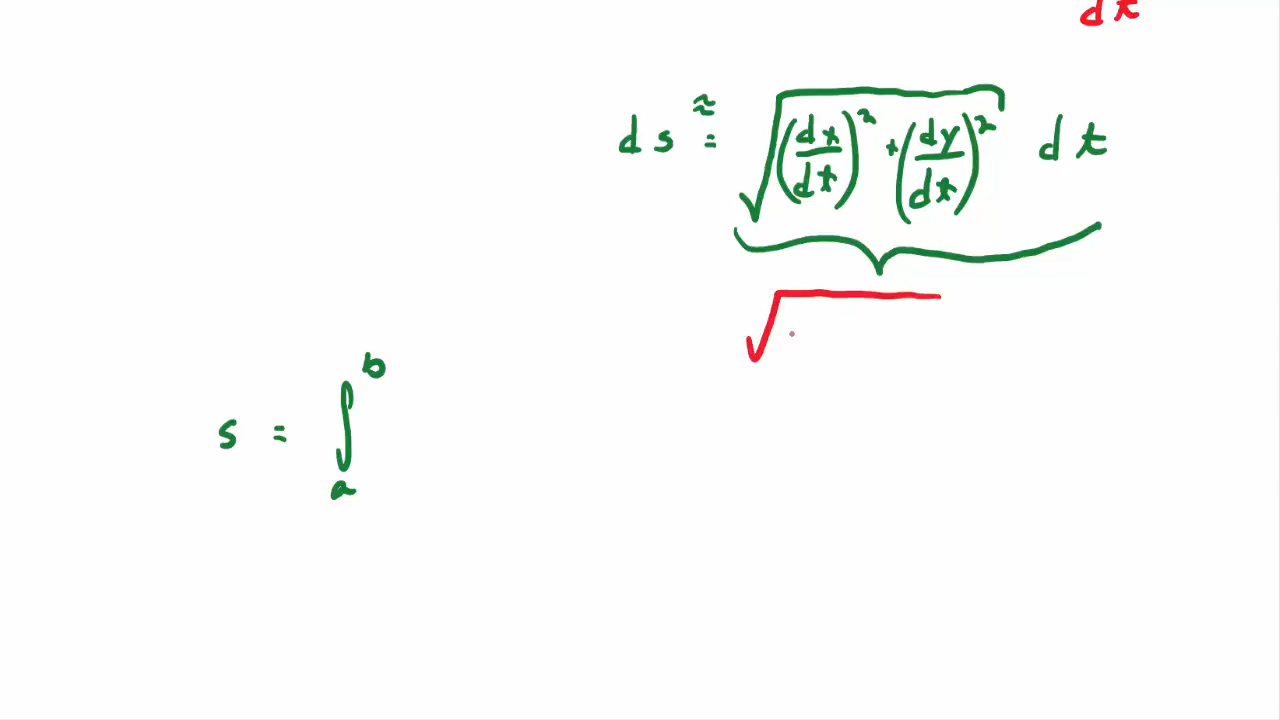 dt
ds ≈= √((dx/dt)² + (dy/dt)²) dt
√
s = ∫ₐᵇ